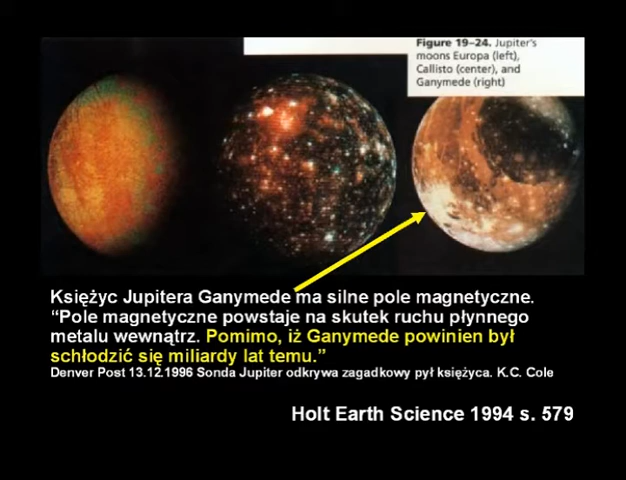 Figure 19–24. Jupiter's
moons Europa (left),
Callisto (center), and
Ganymede (right)
Księżyc Jupitera Ganymede ma silne pole magnetyczne.
“Pole magnetyczne powstaje na skutek ruchu płynnego
metalu wewnątrz. Pomimo, iż Ganymede powinien był
schłodzić się miliardy lat temu.”
Denver Post 13.12.1996 Sonda Jupiter odkrywa zagadkowy pył księżyca. K.C. Cole
Holt Earth Science 1994 s. 579